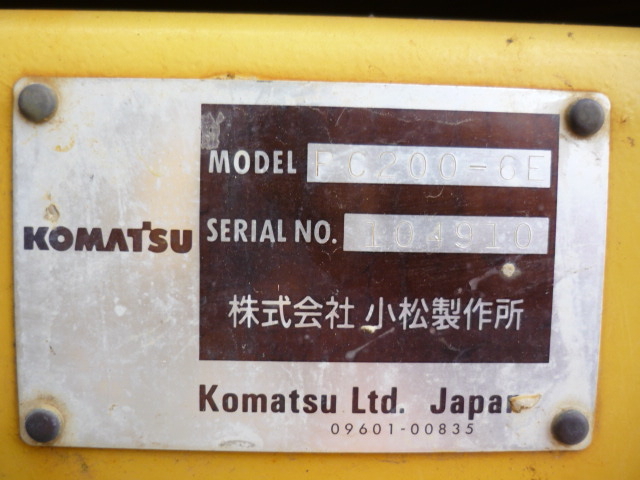 MODEL PC200-6E
KOMATSU
SERIAL NO. 104910
株式会社 小松製作所
Komatsu Ltd. Japan
09601-00835